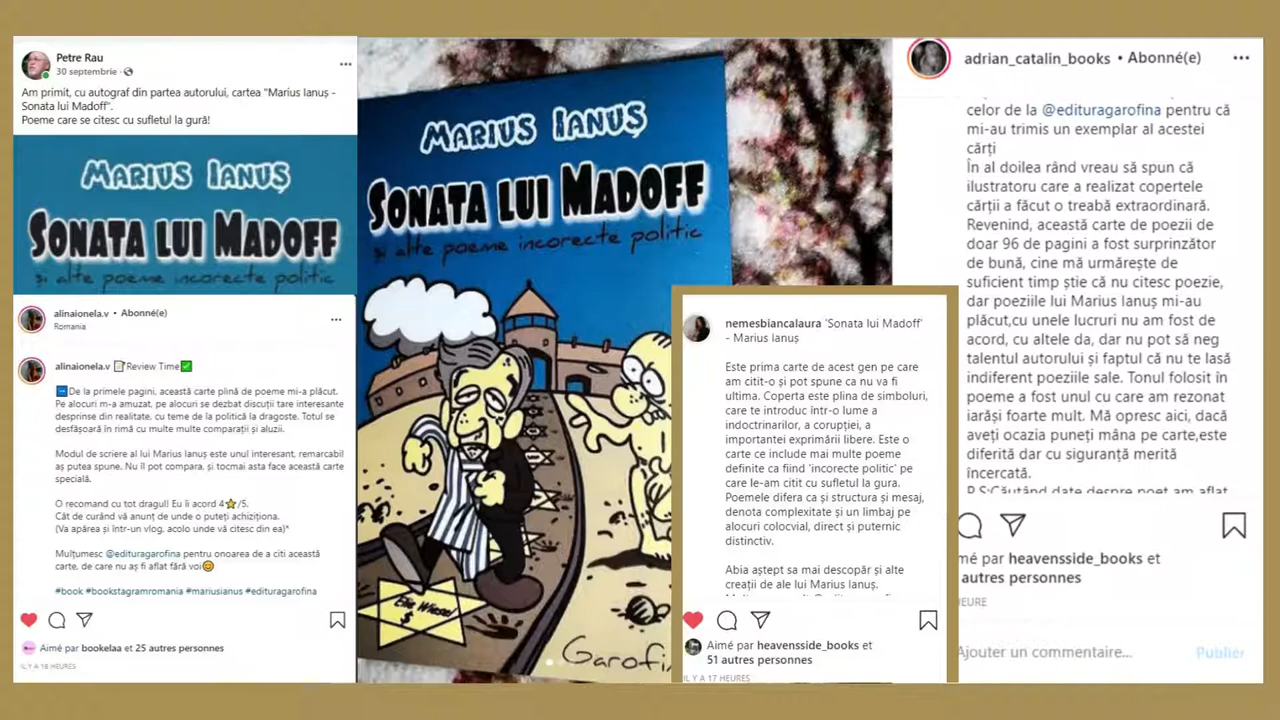 Petre Rau
30 septembrie
Am primit, cu autograf din partea autorului, cartea "Marius Ianuș -
Sonata lui Madoff".
Poeme care se citesc cu sufletul la gură!
MARIUS IANUȘ
SONATA LUI MADOFF
și alte poeme incorecte politic
alinaionela.v • Abonné(e)
Romania
alinaionela.v Review Time
De la primele pagini, această carte plină de poeme mi-a plăcut.
Pe alocuri m-a amuzat, pe alocuri se dezbat discuții tare interesante
desprinse din realitate, cu teme de la politică la dragoste. Totul se
desfășoară în rimă cu multe multe comparații și aluzii.
Modul de scriere al lui Marius Ianuș este unul interesant, remarcabil
aș putea spune. Nu îl pot compara, și tocmai asta face această carte
specială.
O recomand cu tot dragul! Eu îi acord 4⭐/5.
Cât de curând vă anunț de unde o puteți achiziționa.
(Va apărea și într-un vlog, acolo unde vă citesc din ea)*
Mulțumesc @edituragarofina pentru onoarea de a citi această
carte, de care nu aș fi aflat fără voi
#book #bookstagramromania #mariusianus #edituragarofina
Aimé par bookelaa et 25 autres personnes
IL Y A 16 HEURES
MARIUS IANUȘ
SONATA LUI MADOFF
și alte poeme incorecte politic
Elie Wiesel
$
Garofi
nemesbiancalaura 'Sonata lui Madoff'
- Marius Ianuș
Este prima carte de acest gen pe care
am citit-o și pot spune ca nu va fi
ultima. Coperta este plina de simboluri,
care te introduc într-o lume a
indoctrinarilor, a corupției, a
importantei exprimării libere. Este o
carte ce include mai multe poeme
definite ca fiind 'incorecte politic' pe
care le-am citit cu sufletul la gura.
Poemele difera ca și structura și mesaj,
denota complexitate și un limbaj pe
alocuri colocvial, direct și puternic
distinctiv.
Abia aștept sa mai descopăr și alte
creații de ale lui Marius Ianuș.
Aimé par heavensside_books et
51 autres personnes
IL Y A 17 HEURES
adrian_catalin_books • Abonné(e)
celor de la @edituragarofina pentru că
mi-au trimis un exemplar al acestei
cărți
În al doilea rând vreau să spun că
ilustratoru care a realizat copertele
cărții a făcut o treabă extraordinară.
Revenind, această carte de poezii de
doar 96 de pagini a fost surprinzător
de bună, cine mă urmărește de
suficient timp știe că nu citesc poezie,
dar poeziile lui Marius Ianuș mi-au
plăcut,cu unele lucruri nu am fost de
acord, cu altele da, dar nu pot să neg
talentul autorului și faptul că nu te lasă
indiferent poeziile sale. Tonul folosit în
poeme a fost unul cu care am rezonat
iarăși foarte mult. Mă opresc aici, dacă
aveți ocazia puneți mâna pe carte,este
diferită dar cu siguranță merită
încercată.
P.S:Căutând date despre poet am aflat
mé par heavensside_books et
autres personnes
HEURE
Ajouter un commentaire...
Publier